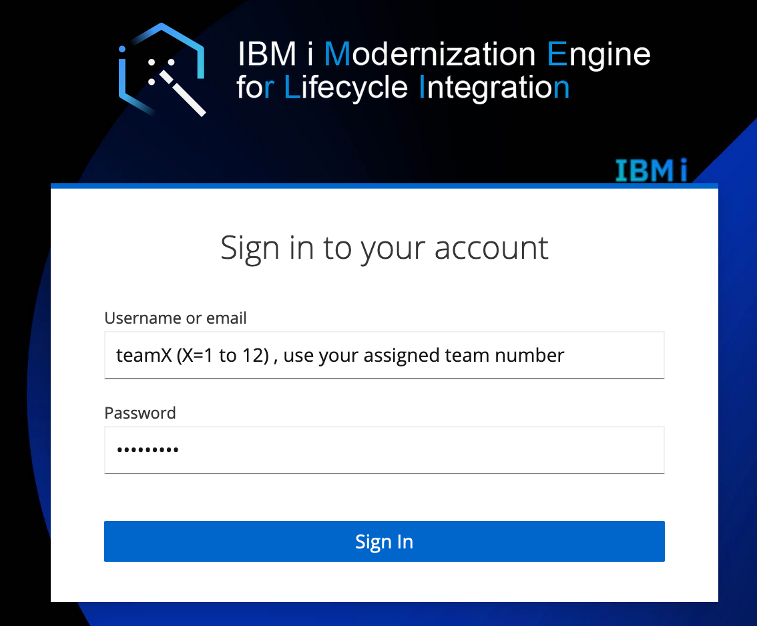 IBM i Modernization Engine
for Lifecycle Integration
IBM i
Sign in to your account
Username or email
teamX (X=1 to 12) , use your assigned team number
Password
•••••••••
Sign In